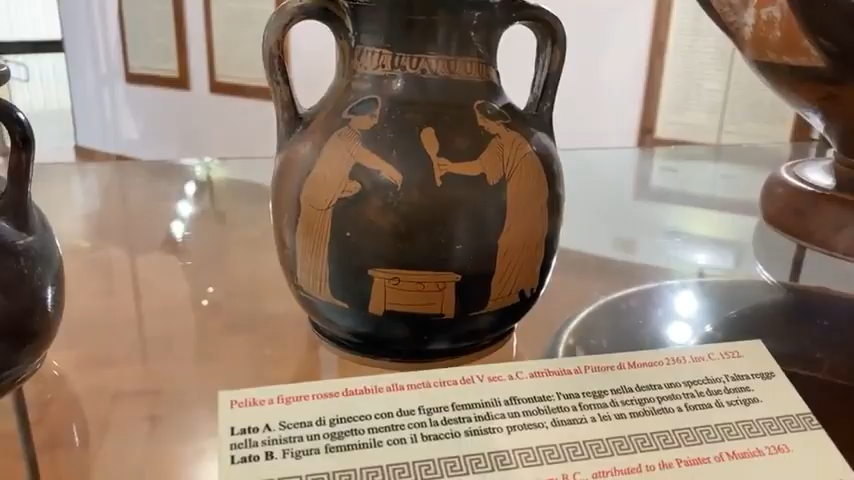 Pelike a figure rosse databile alla metà circa del V sec. a.C. attribuita al Pittore di Monaco 2363. Inv. C. 1522.
Lato A. Scena di gineceo con due figure femminili affrontate: l'una regge nella destra uno specchio; l'altra regge
nella sinistra un oggetto mentre con la destra indica un mobiletto a forma di scrigno posto tra le due donne.
Lato B. Figura femminile con il braccio sinistro proteso; dinanzi a lei un mobiletto a forma di scrigno.
B.C., attributed to the Painter of Munich 2363.